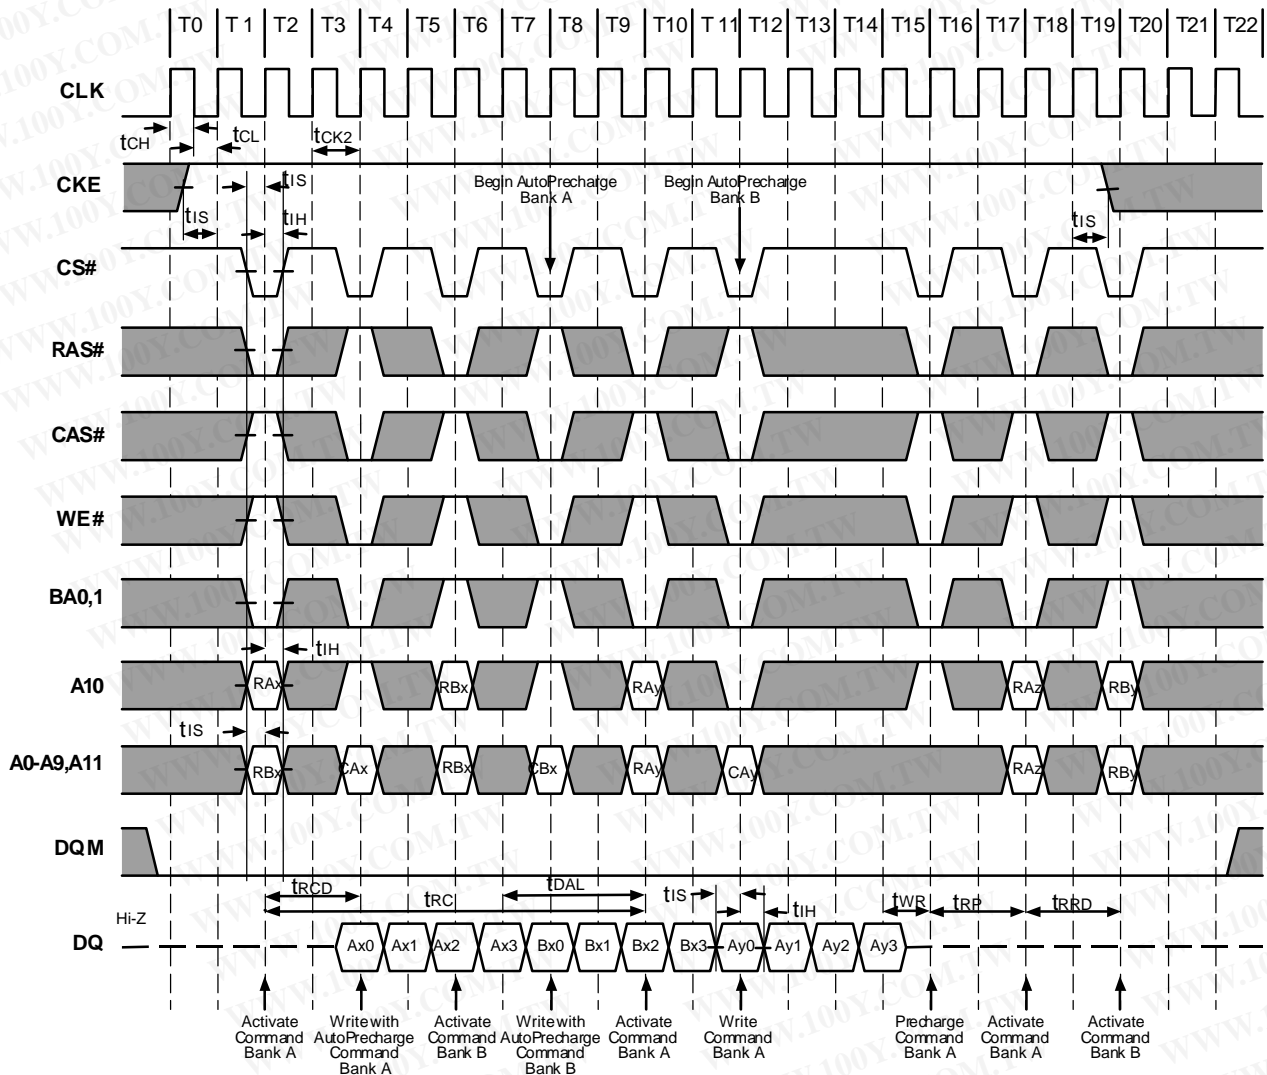 T0 T1 T2 T3 T4 T5 T6 T7 T8 T9 T10 T11 T12 T13 T14 T15 T16 T17 T18 T19 T20 T21 T22
CLK
tCH tCL tCK2
CKE
tIS
Begin AutoPrecharge
Bank A
Begin AutoPrecharge
Bank B
tIS tIH tIS
CS#
RAS#
CAS#
WE#
BA0,1
tIH
A10 RAx RBx RAy RAz RBy
tIS
A0-A9,A11 RBx CAx RBx CBx RAy CAy RAz RBy
DQM
tRCD tDAL tIS tWR tRP tRRD
tRC tIH
Hi-Z
DQ Ax0 Ax1 Ax2 Ax3 Bx0 Bx1 Bx2 Bx3 Ay0 Ay1 Ay2 Ay3
Activate
Command
Bank A
Write with
AutoPrecharge
Command
Bank A
Activate
Command
Bank B
Write with
AutoPrecharge
Command
Bank B
Activate
Command
Bank A
Write
Command
Bank A
Precharge
Command
Bank A
Activate
Command
Bank A
Activate
Command
Bank B
WWW.100Y.COM.TW